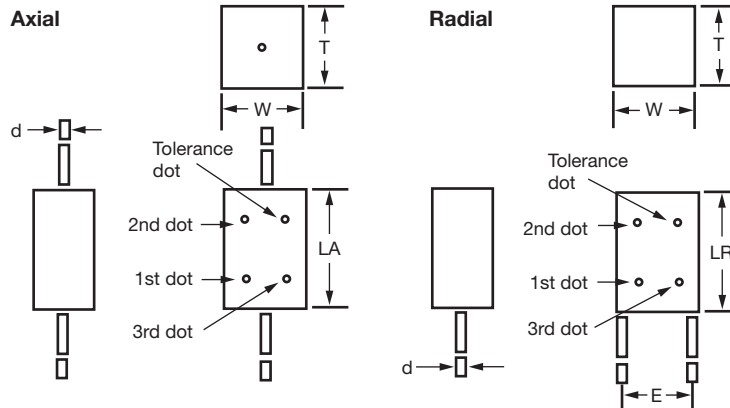 Axial
T
W
d
Tolerance
dot
2nd dot
LA
1st dot
3rd dot
Radial
T
W
Tolerance
dot
2nd dot
LR
1st dot
3rd dot
d
E